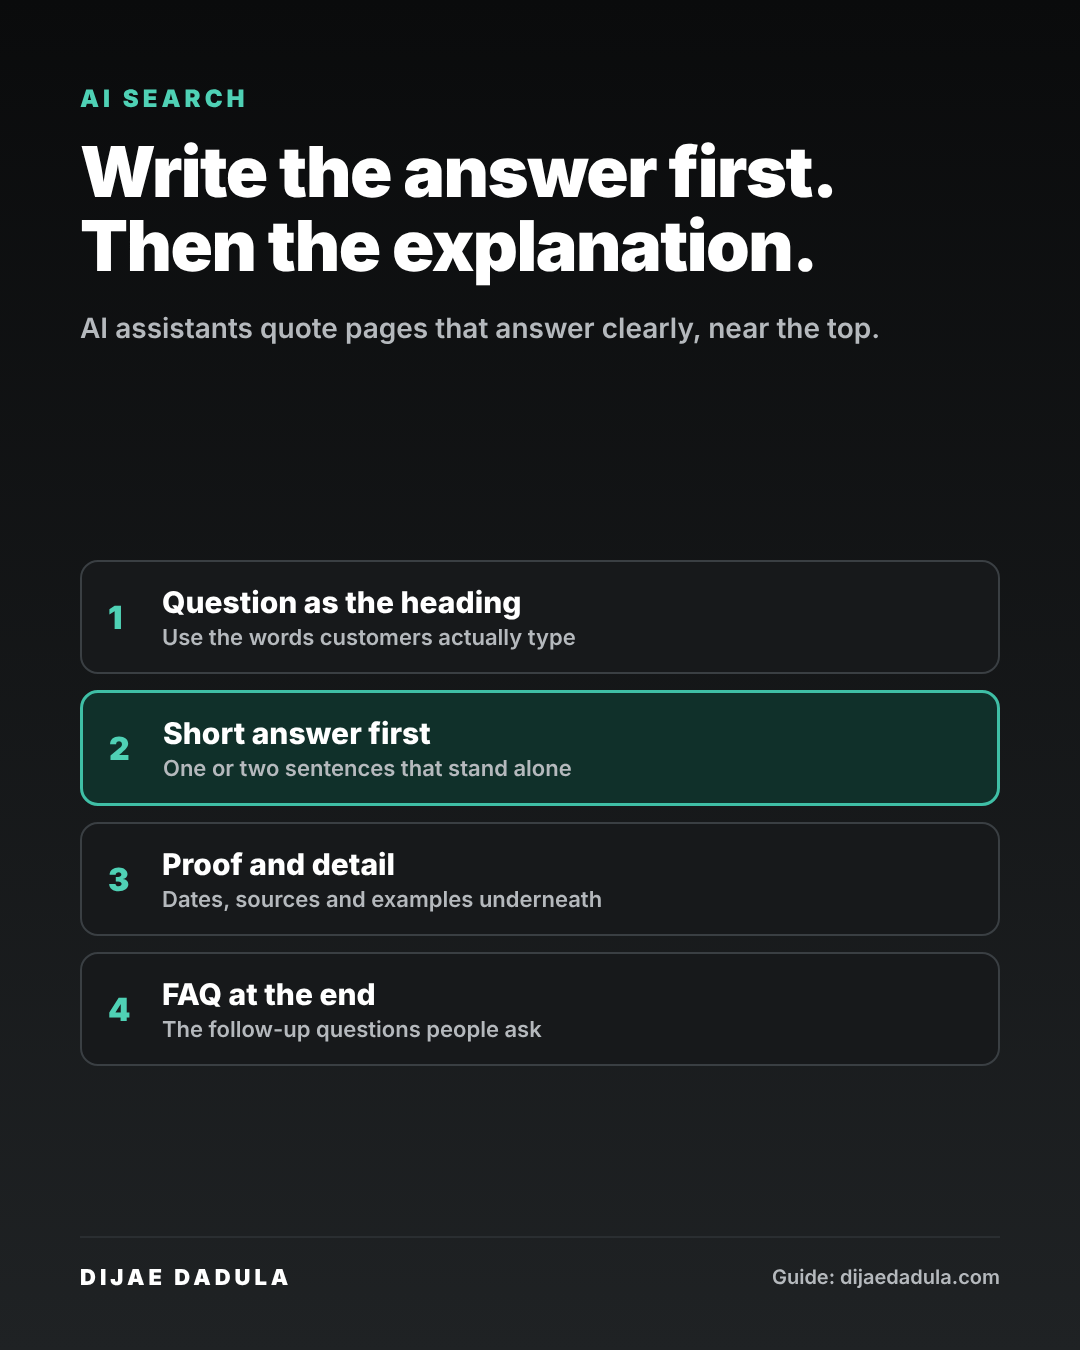 AI SEARCH
Write the answer first.
Then the explanation.
AI assistants quote pages that answer clearly, near the top.
1
Question as the heading
Use the words customers actually type
2
Short answer first
One or two sentences that stand alone
3
Proof and detail
Dates, sources and examples underneath
4
FAQ at the end
The follow-up questions people ask
DIJAE DADULA
Guide: dijaedadula.com